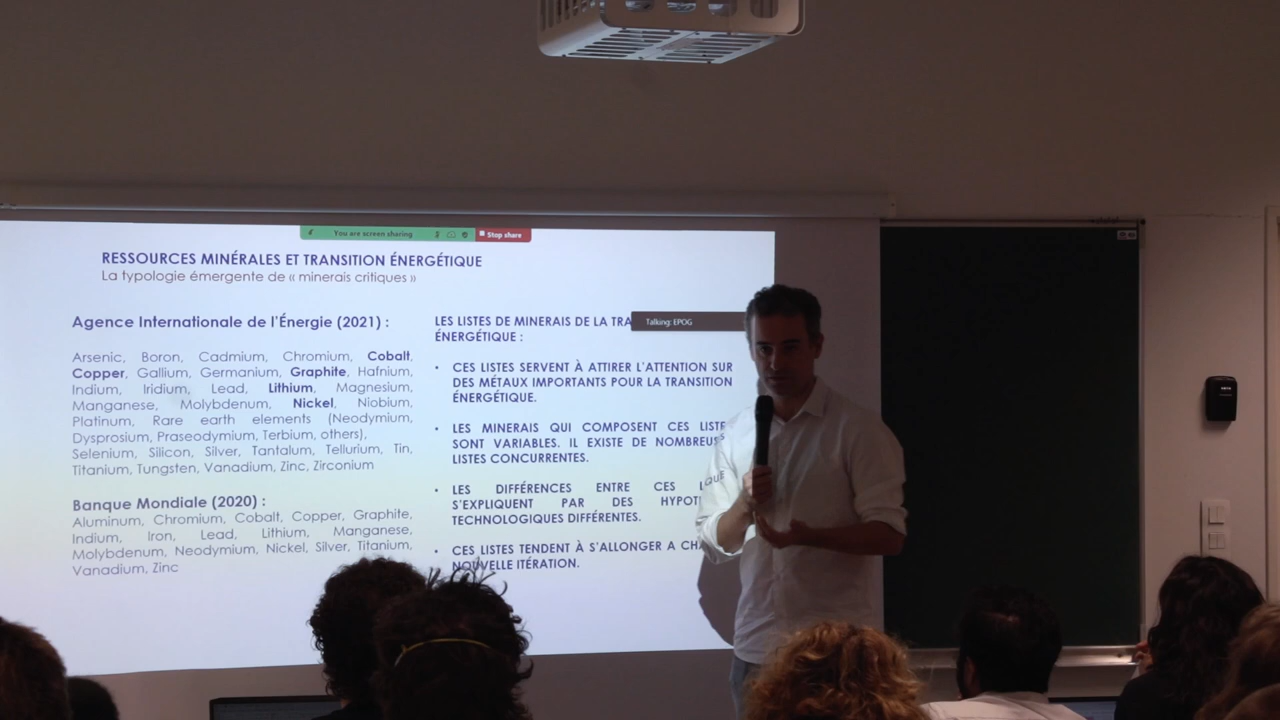 You are screen sharing
Stop share
RESSOURCES MINÉRALES ET TRANSITION ÉNERGÉTIQUE
La typologie émergente de « minerais critiques »
Agence Internationale de l'Énergie (2021) :
Arsenic, Boron, Cadmium, Chromium, Cobalt,
Copper, Gallium, Germanium, Graphite, Hafnium,
Indium, Iridium, Lead, Lithium, Magnesium,
Manganese, Molybdenum, Nickel, Niobium,
Platinum, Rare earth elements (Neodymium,
Dysprosium, Praseodymium, Terbium, others),
Selenium, Silicon, Silver, Tantalum, Tellurium, Tin,
Titanium, Tungsten, Vanadium, Zinc, Zirconium
Banque Mondiale (2020) :
Aluminum, Chromium, Cobalt, Copper, Graphite,
Indium, Iron, Lead, Lithium, Manganese,
Molybdenum, Neodymium, Nickel, Silver, Titanium,
Vanadium, Zinc
LES LISTES DE MINERAIS DE LA TRA
Talking: EPOG
ÉNERGÉTIQUE :
• CES LISTES SERVENT À ATTIRER L'ATTENTION SUR
DES MÉTAUX IMPORTANTS POUR LA TRANSITION
ÉNERGÉTIQUE.
• LES MINERAIS QUI COMPOSENT CES LISTE
SONT VARIABLES. IL EXISTE DE NOMBREUSES
LISTES CONCURRENTES.
• LES DIFFÉRENCES ENTRE CES L QUE
S'EXPLIQUENT PAR DES HYPOT
TECHNOLOGIQUES DIFFÉRENTES.
• CES LISTES TENDENT À S'ALLONGER A CHA
NOUVELLE ITÉRATION.